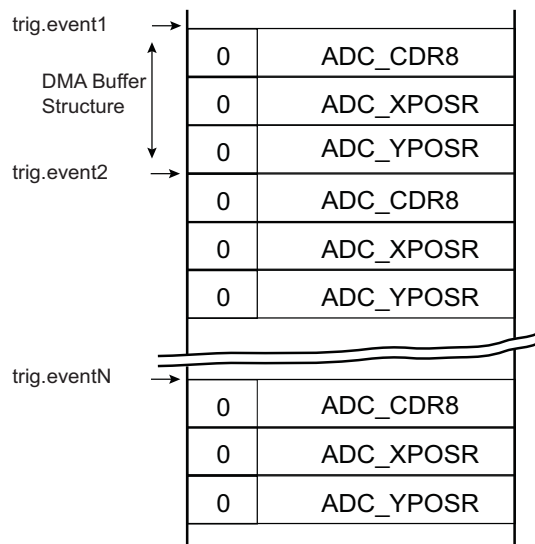 trig.event1
0 ADC_CDR8
DMA Buffer
Structure
0 ADC_XPOSR
0 ADC_YPOSR
trig.event2
0 ADC_CDR8
0 ADC_XPOSR
0 ADC_YPOSR
trig.eventN
0 ADC_CDR8
0 ADC_XPOSR
0 ADC_YPOSR